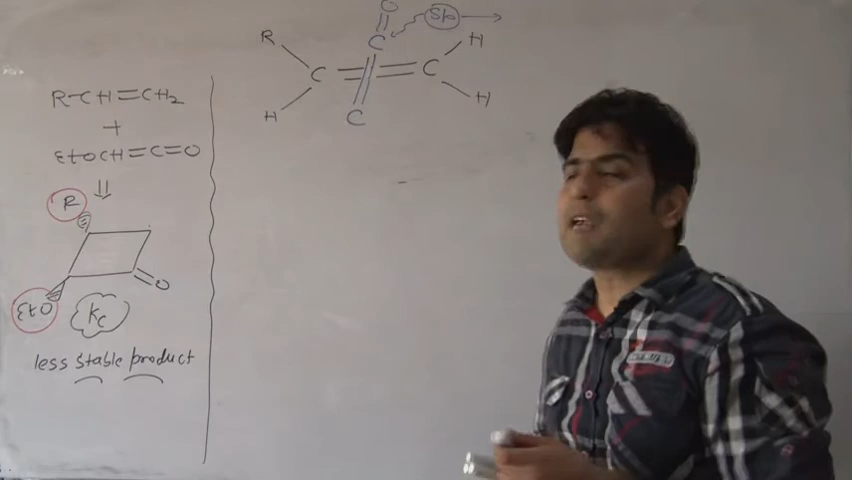 R-CH=CH2
+
EtOCH=C=O
R
O
EtO
Kc
less stable product
O
Sp
R
C
H
C
C
H
H
C